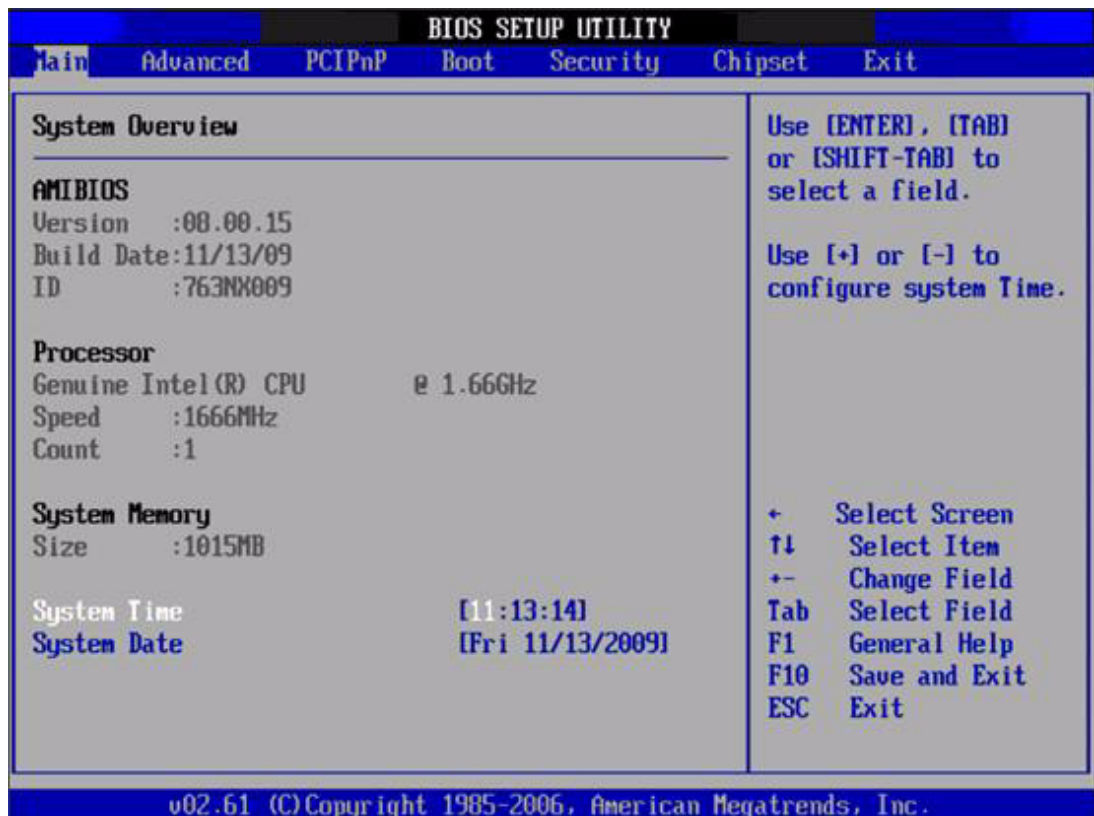 BIOS SETUP UTILITY
Main Advanced PCIPnP Boot Security Chipset Exit
System Overview
AMIBIOS
Version :08.00.15
Build Date:11/13/09
ID :763NX009
Processor
Genuine Intel(R) CPU @ 1.66GHz
Speed :1666MHz
Count :1
System Memory
Size :1015MB
System Time [11:13:14]
System Date [Fri 11/13/2009]
Use [ENTER], [TAB]
or [SHIFT-TAB] to
select a field.
Use [+] or [-] to
configure system Time.
← Select Screen
↑↓ Select Item
+- Change Field
Tab Select Field
F1 General Help
F10 Save and Exit
ESC Exit
v02.61 (C)Copyright 1985-2006, American Megatrends, Inc.